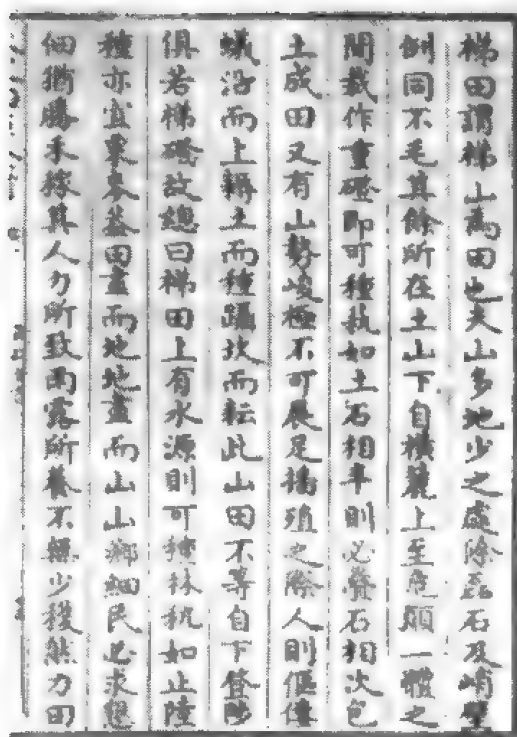 梯田謂梯山為田也夫山多地少之處除磊石及峭壁
例同不毛其餘所在土山下自橫麓上至危顛一體之
間裁作重磴即可種蓺如土石相半則必疊石相次包
土成田又有山勢峻極不可展足播殖之際人則傴僂
蟻沿而上耨土而種躡坎而耘此山田不等自下登陟
俱若梯磴故總曰梯田上有水源則可種秫秔如止陸
種亦宜粟麥葢田盡而地地盡而山山鄉細民必求墾
佃猶勝禾稼其人力所致雨露所養不無少穫然力田